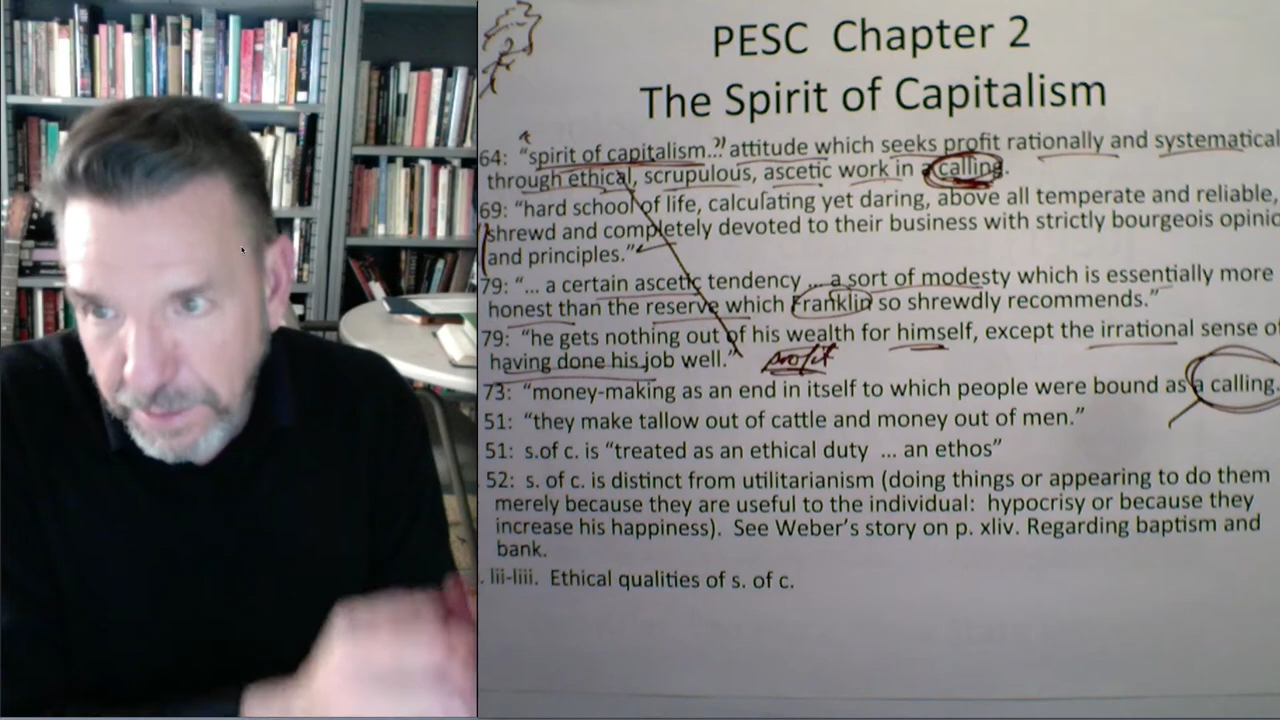 PESC Chapter 2
The Spirit of Capitalism
64: “spirit of capitalism...” attitude which seeks profit rationally and systematical
through ethical, scrupulous, ascetic work in a calling.
69: “hard school of life, calculating yet daring, above all temperate and reliable,
shrewd and completely devoted to their business with strictly bourgeois opinio
and principles.”
79: “... a certain ascetic tendency ... a sort of modesty which is essentially more
honest than the reserve which Franklin so shrewdly recommends.”
79: “he gets nothing out of his wealth for himself, except the irrational sense of
having done his job well.” profit
73: “money-making as an end in itself to which people were bound as a calling.
51: “they make tallow out of cattle and money out of men.”
51: s.of c. is “treated as an ethical duty ... an ethos”
52: s. of c. is distinct from utilitarianism (doing things or appearing to do them
merely because they are useful to the individual: hypocrisy or because they
increase his happiness). See Weber’s story on p. xliv. Regarding baptism and
bank.
. lii-liii. Ethical qualities of s. of c.